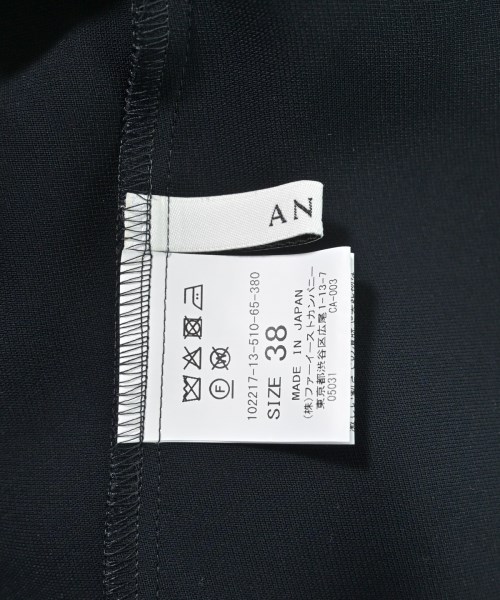 AN
102217-13-510-65-380
SIZE 38
MADE IN JAPAN
(株)ファーイーストカンパニー
東京都渋谷区広尾1-13-7
05031 CA-003